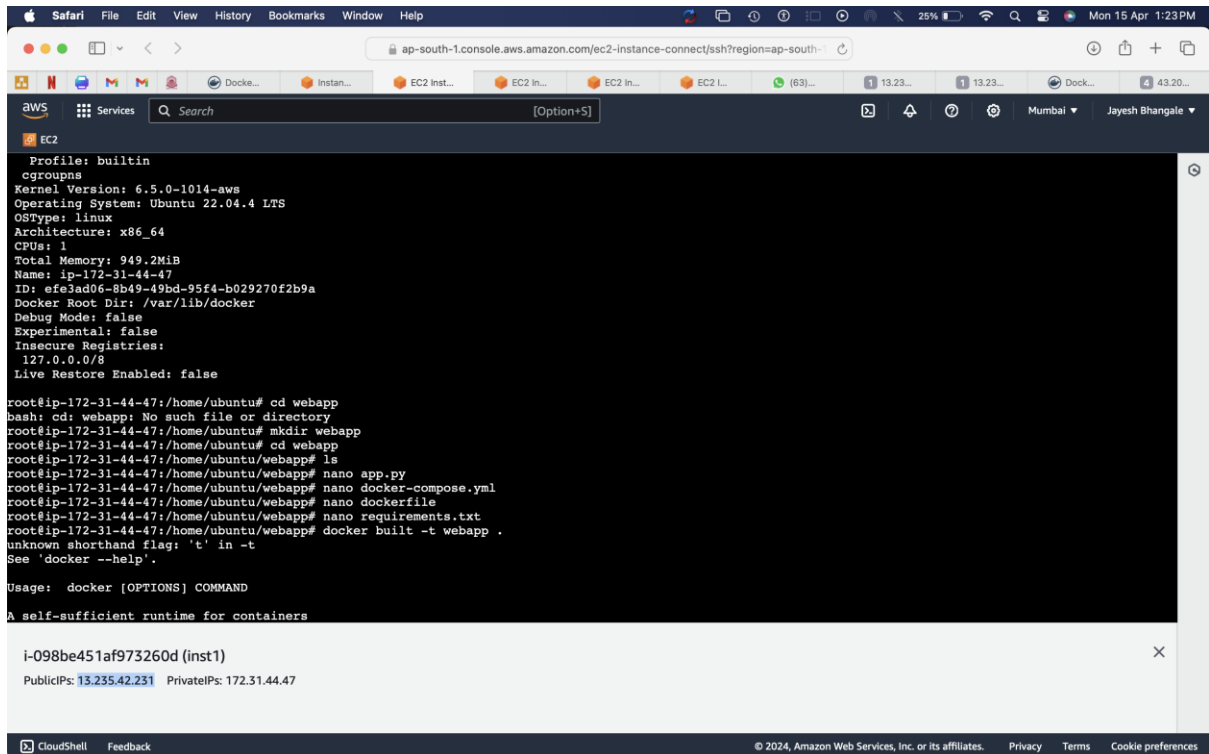 Safari File Edit View History Bookmarks Window Help 25% Mon 15 Apr 1:23 PM
ap-south-1.console.aws.amazon.com/ec2-instance-connect/ssh?region=ap-south-1
Docke... Instan... EC2 Inst... EC2 In... EC2 In... EC2 I... (63)... 1 13.23... 1 13.23... Dock... 4 43.20...
aws Services Search [Option+S] Mumbai Jayesh Bhangale
EC2
Profile: builtin
cgroupns
Kernel Version: 6.5.0-1014-aws
Operating System: Ubuntu 22.04.4 LTS
OSType: linux
Architecture: x86_64
CPUs: 1
Total Memory: 949.2MiB
Name: ip-172-31-44-47
ID: efe3ad06-8b49-49bd-95f4-b029270f2b9a
Docker Root Dir: /var/lib/docker
Debug Mode: false
Experimental: false
Insecure Registries:
127.0.0.0/8
Live Restore Enabled: false
root@ip-172-31-44-47:/home/ubuntu# cd webapp
bash: cd: webapp: No such file or directory
root@ip-172-31-44-47:/home/ubuntu# mkdir webapp
root@ip-172-31-44-47:/home/ubuntu# cd webapp
root@ip-172-31-44-47:/home/ubuntu/webapp# ls
root@ip-172-31-44-47:/home/ubuntu/webapp# nano app.py
root@ip-172-31-44-47:/home/ubuntu/webapp# nano docker-compose.yml
root@ip-172-31-44-47:/home/ubuntu/webapp# nano dockerfile
root@ip-172-31-44-47:/home/ubuntu/webapp# nano requirements.txt
root@ip-172-31-44-47:/home/ubuntu/webapp# docker built -t webapp .
unknown shorthand flag: 't' in -t
See 'docker --help'.
Usage: docker [OPTIONS] COMMAND
A self-sufficient runtime for containers
i-098be451af973260d (inst1)
PublicIPs: 13.235.42.231 PrivateIPs: 172.31.44.47
CloudShell Feedback © 2024, Amazon Web Services, Inc. or its affiliates. Privacy Terms Cookie preferences